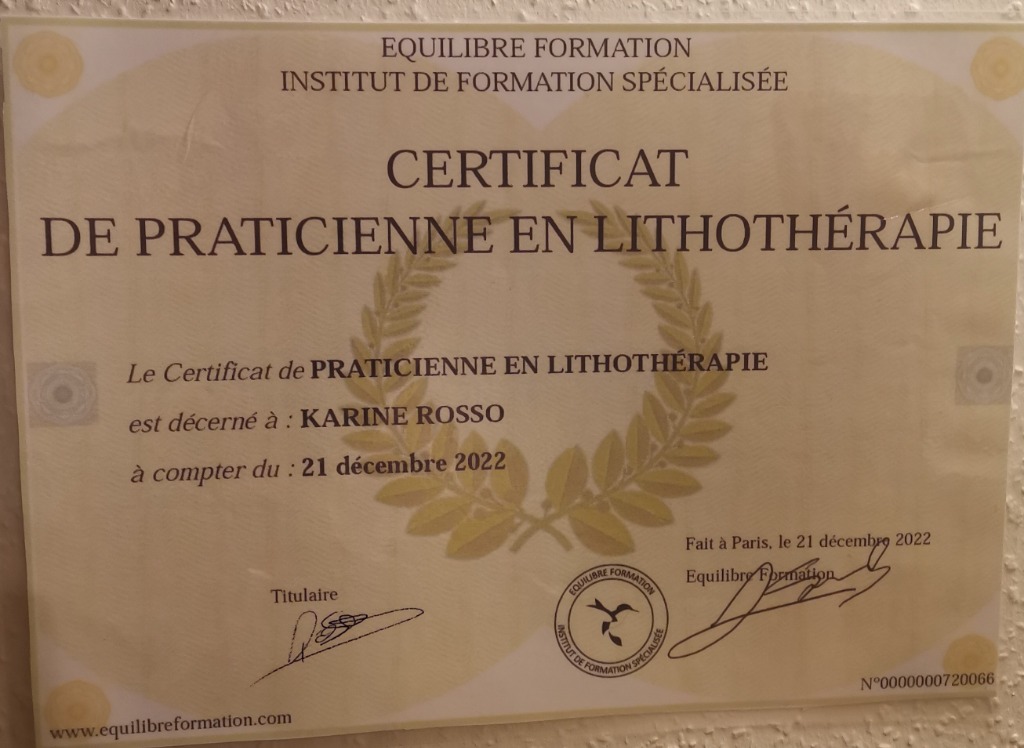 EQUILIBRE FORMATION
INSTITUT DE FORMATION SPÉCIALISÉE
CERTIFICAT
DE PRATICIENNE EN LITHOTHÉRAPIE
Le Certificat de PRATICIENNE EN LITHOTHÉRAPIE
est décerné à : KARINE ROSSO
à compter du : 21 décembre 2022
Fait à Paris, le 21 décembre 2022
Equilibre Formation
Titulaire
EQUILIBRE FORMATION
INSTITUT DE FORMATION SPÉCIALISÉE
N°0000000720066
www.equilibreformation.com